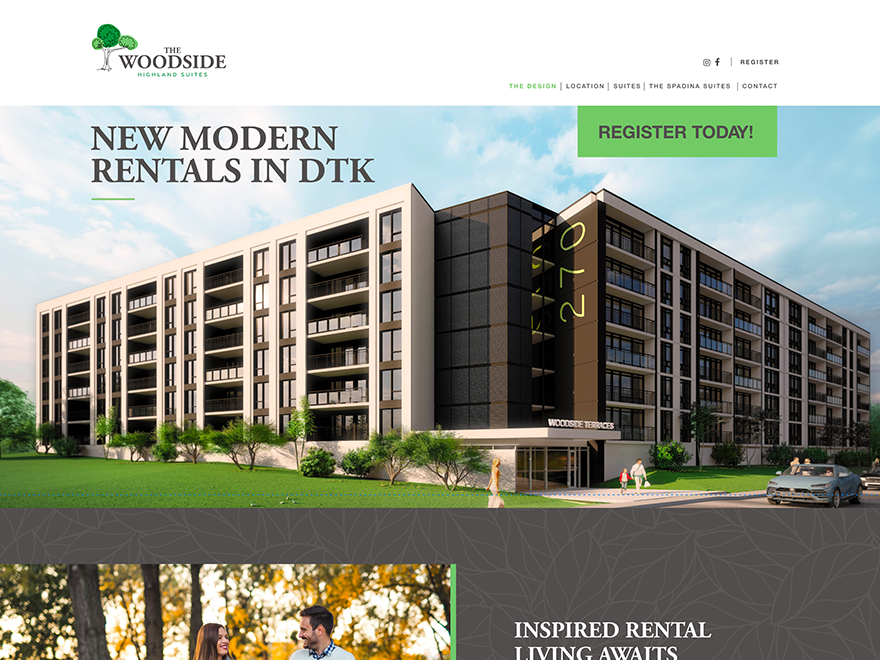 THE
WOODSIDE
HIGHLAND SUITES
REGISTER
THE DESIGN | LOCATION | SUITES | THE SPADINA SUITES | CONTACT
NEW MODERN
RENTALS IN DTK
REGISTER TODAY!
270
WOODSIDE TERRACES
INSPIRED RENTAL
LIVING AWAITS